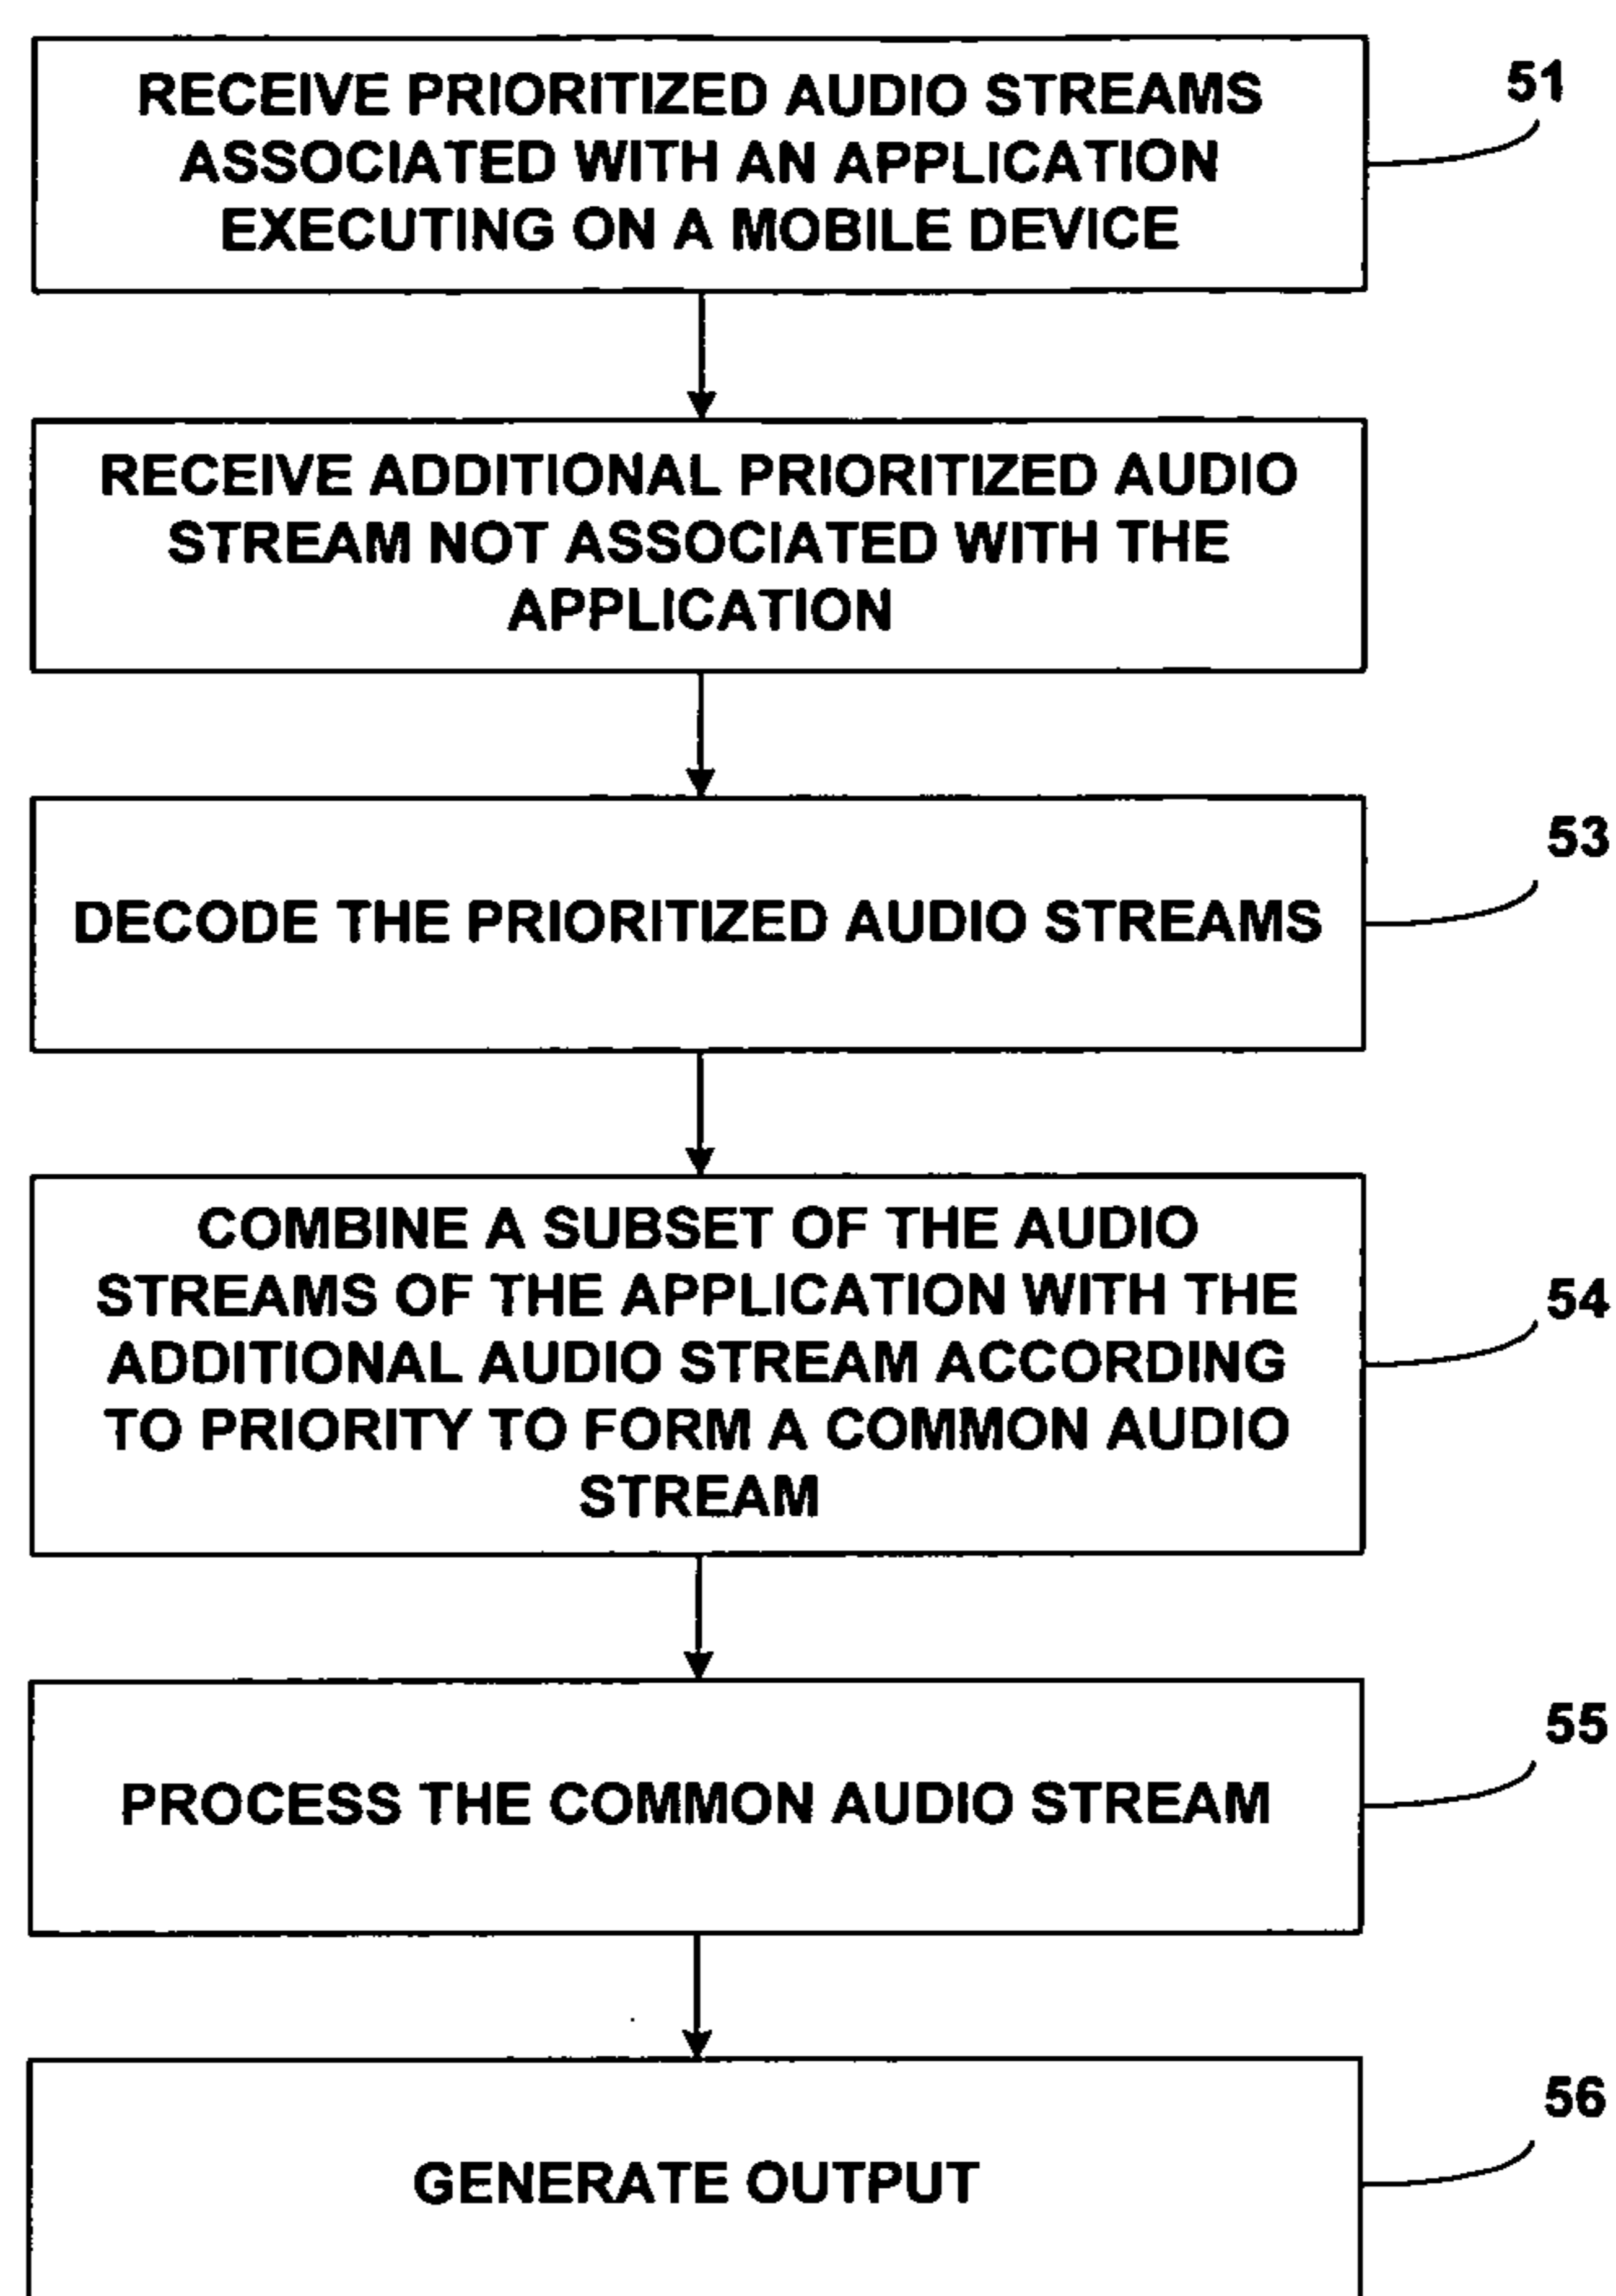 RECEIVE PRIORITIZED AUDIO STREAMS
ASSOCIATED WITH AN APPLICATION
EXECUTING ON A MOBILE DEVICE
51
RECEIVE ADDITIONAL PRIORITIZED AUDIO
STREAM NOT ASSOCIATED WITH THE
APPLICATION
DECODE THE PRIORITIZED AUDIO STREAMS
53
COMBINE A SUBSET OF THE AUDIO
STREAMS OF THE APPLICATION WITH THE
ADDITIONAL AUDIO STREAM ACCORDING
TO PRIORITY TO FORM A COMMON AUDIO
STREAM
54
PROCESS THE COMMON AUDIO STREAM
55
GENERATE OUTPUT
56